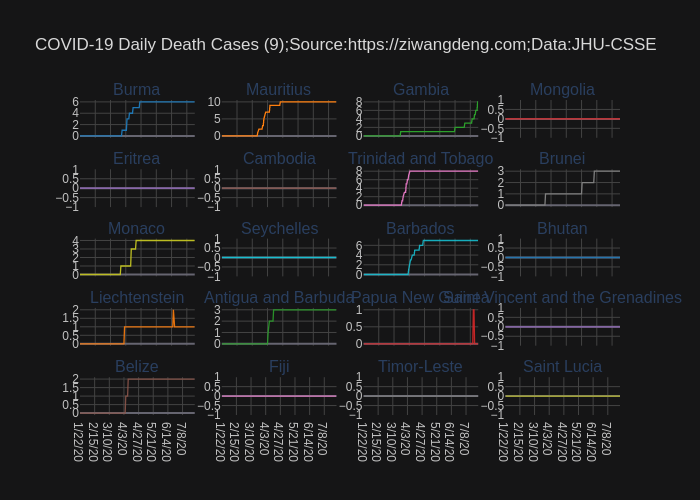 COVID-19 Daily Death Cases (9);Source:https://ziwangdeng.com;Data:JHU-CSSE
Burma Mauritius Gambia Mongolia
6 4 2 0 10 5 0 8 6 4 2 0 1 0.5 0 −0.5 −1
Eritrea Cambodia Trinidad and Tobago Brunei
1 0.5 0 −0.5 −1 1 0.5 0 −0.5 −1 8 6 4 2 0 3 2 1 0
Monaco Seychelles Barbados Bhutan
4 3 2 1 0 1 0.5 0 −0.5 −1 6 4 2 0 1 0.5 0 −0.5 −1
Liechtenstein Antigua and Barbuda Papua New Guinea Saint Vincent and the Grenadines
2 1.5 1 0.5 0 3 2 1 0 1 0.5 0 1 0.5 0 −0.5 −1
Belize Fiji Timor-Leste Saint Lucia
2 1.5 1 0.5 0 1 0.5 0 −0.5 −1 1 0.5 0 −0.5 −1 1 0.5 0 −0.5 −1
1/22/20 2/15/20 3/10/20 4/3/20 4/27/20 5/21/20 6/14/20 7/8/20 1/22/20 2/15/20 3/10/20 4/3/20 4/27/20 5/21/20 6/14/20 7/8/20 1/22/20 2/15/20 3/10/20 4/3/20 4/27/20 5/21/20 6/14/20 7/8/20 1/22/20 2/15/20 3/10/20 4/3/20 4/27/20 5/21/20 6/14/20 7/8/20